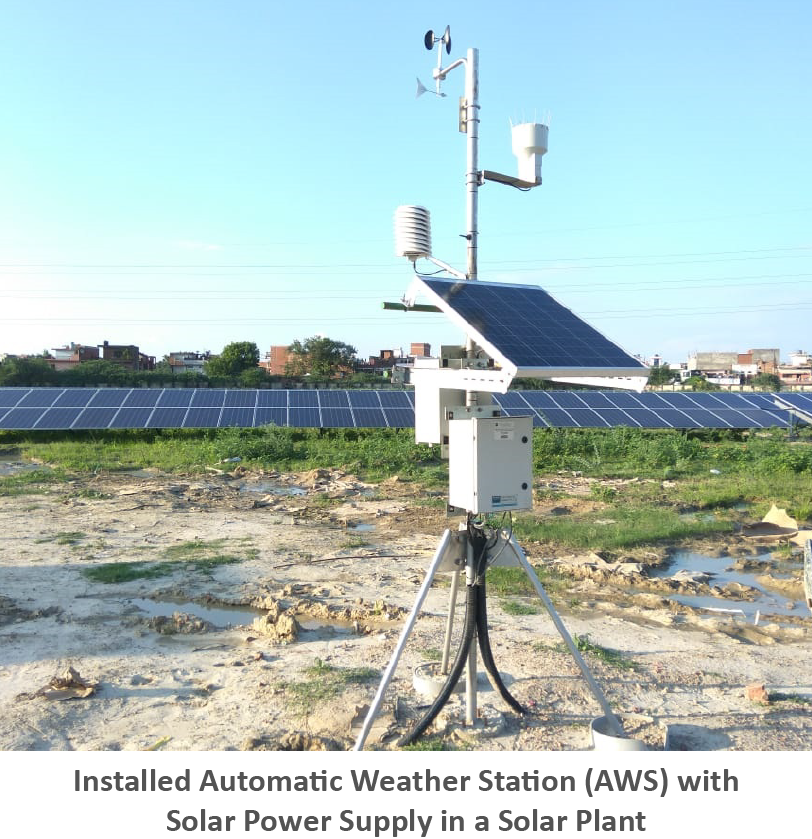 Installed Automatic Weather Station (AWS) with
Solar Power Supply in a Solar Plant